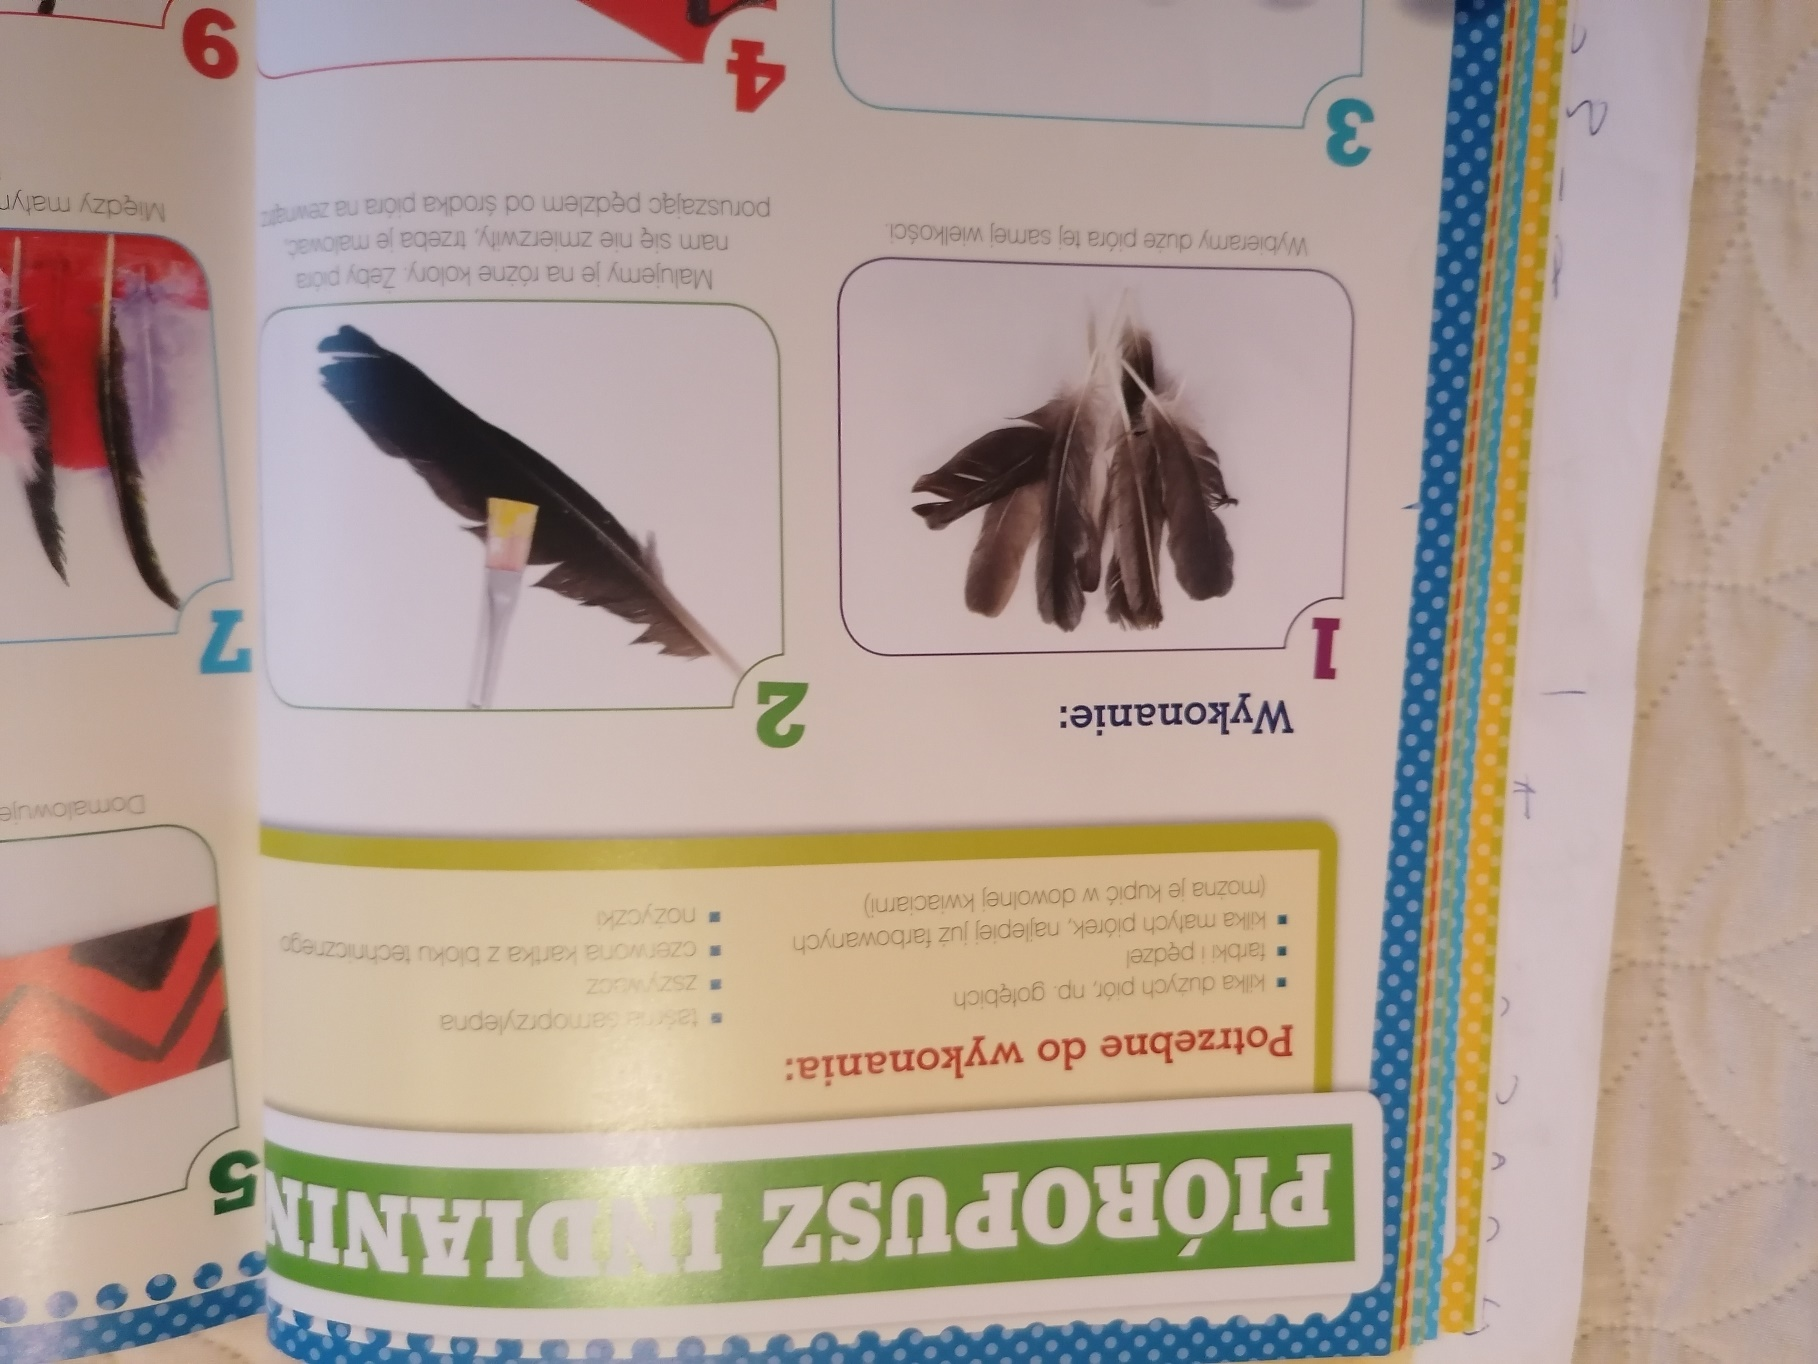 PIÓROPUSZ INDIANIN
Potrzebne do wykonania:
kilka dużych piór, np. gołębich
farbki i pędzel
kilka małych piórek, najlepiej już farbowanych
(można je kupić w dowolnej kwiaciarni)
taśma samoprzylepna
zszywacz
czerwona kartka z bloku technicznego
nożyczki
Wykonanie:
1
Wybieramy duże pióra tej samej wielkości.
2
Malujemy je na różne kolory. Żeby pióra
nam się nie zmierzwiły, trzeba je malować,
poruszając pędzlem od środka pióra na zewnątrz
3
4
5
Domalowuje
7
Między małym
6